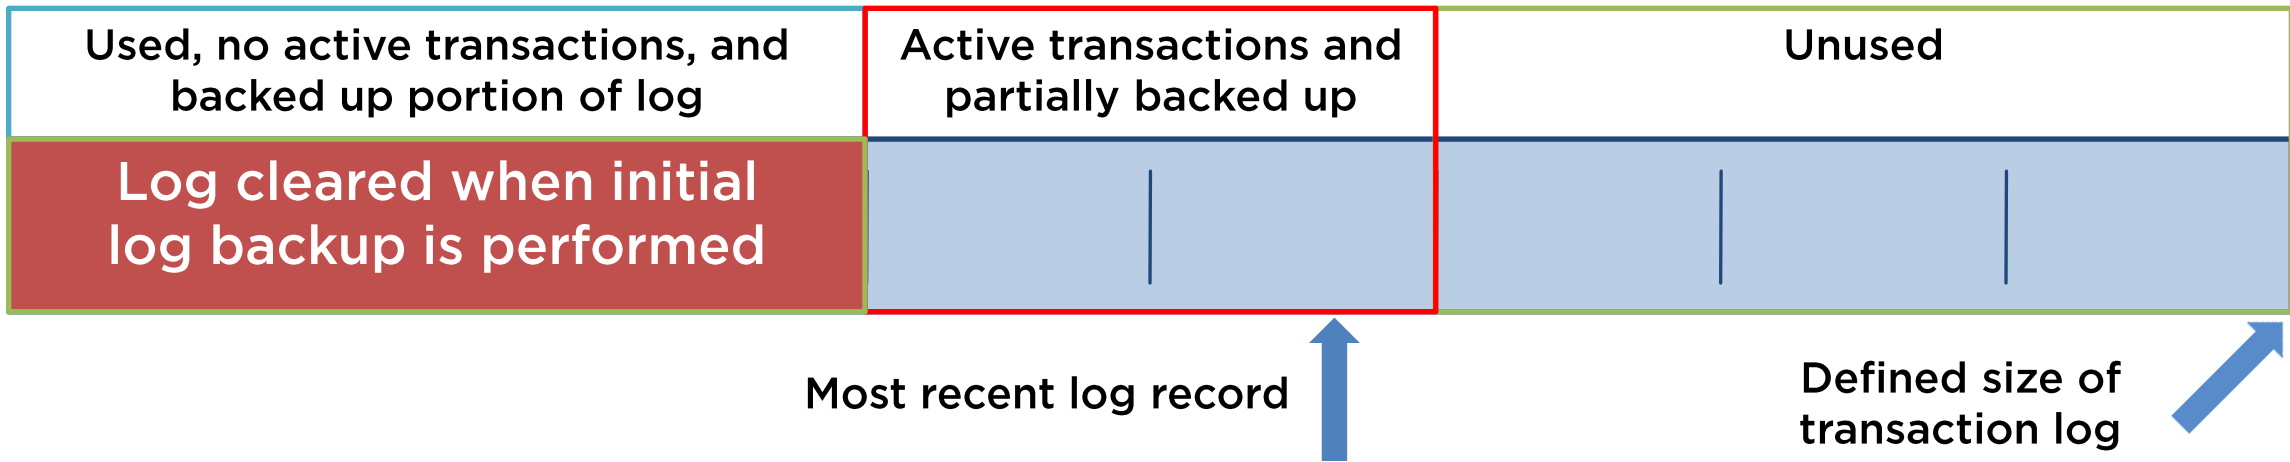 Used, no active transactions, and
backed up portion of log
Active transactions and
partially backed up
Unused
Log cleared when initial
log backup is performed
Most recent log record
Defined size of
transaction log